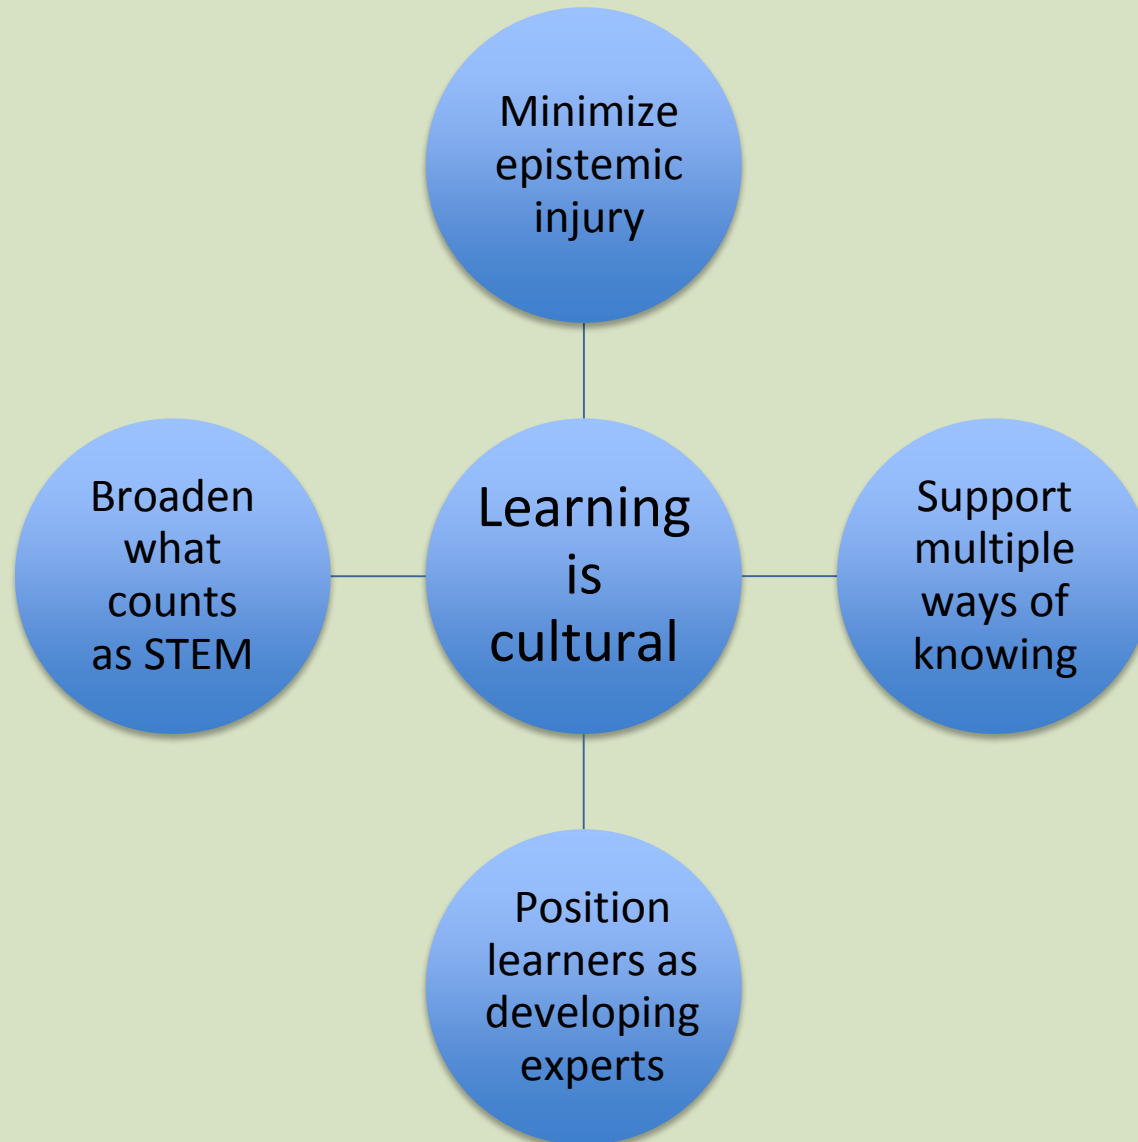 Minimize
epistemic
injury
Broaden
what
counts
as STEM
Learning
is
cultural
Support
multiple
ways of
knowing
Position
learners as
developing
experts